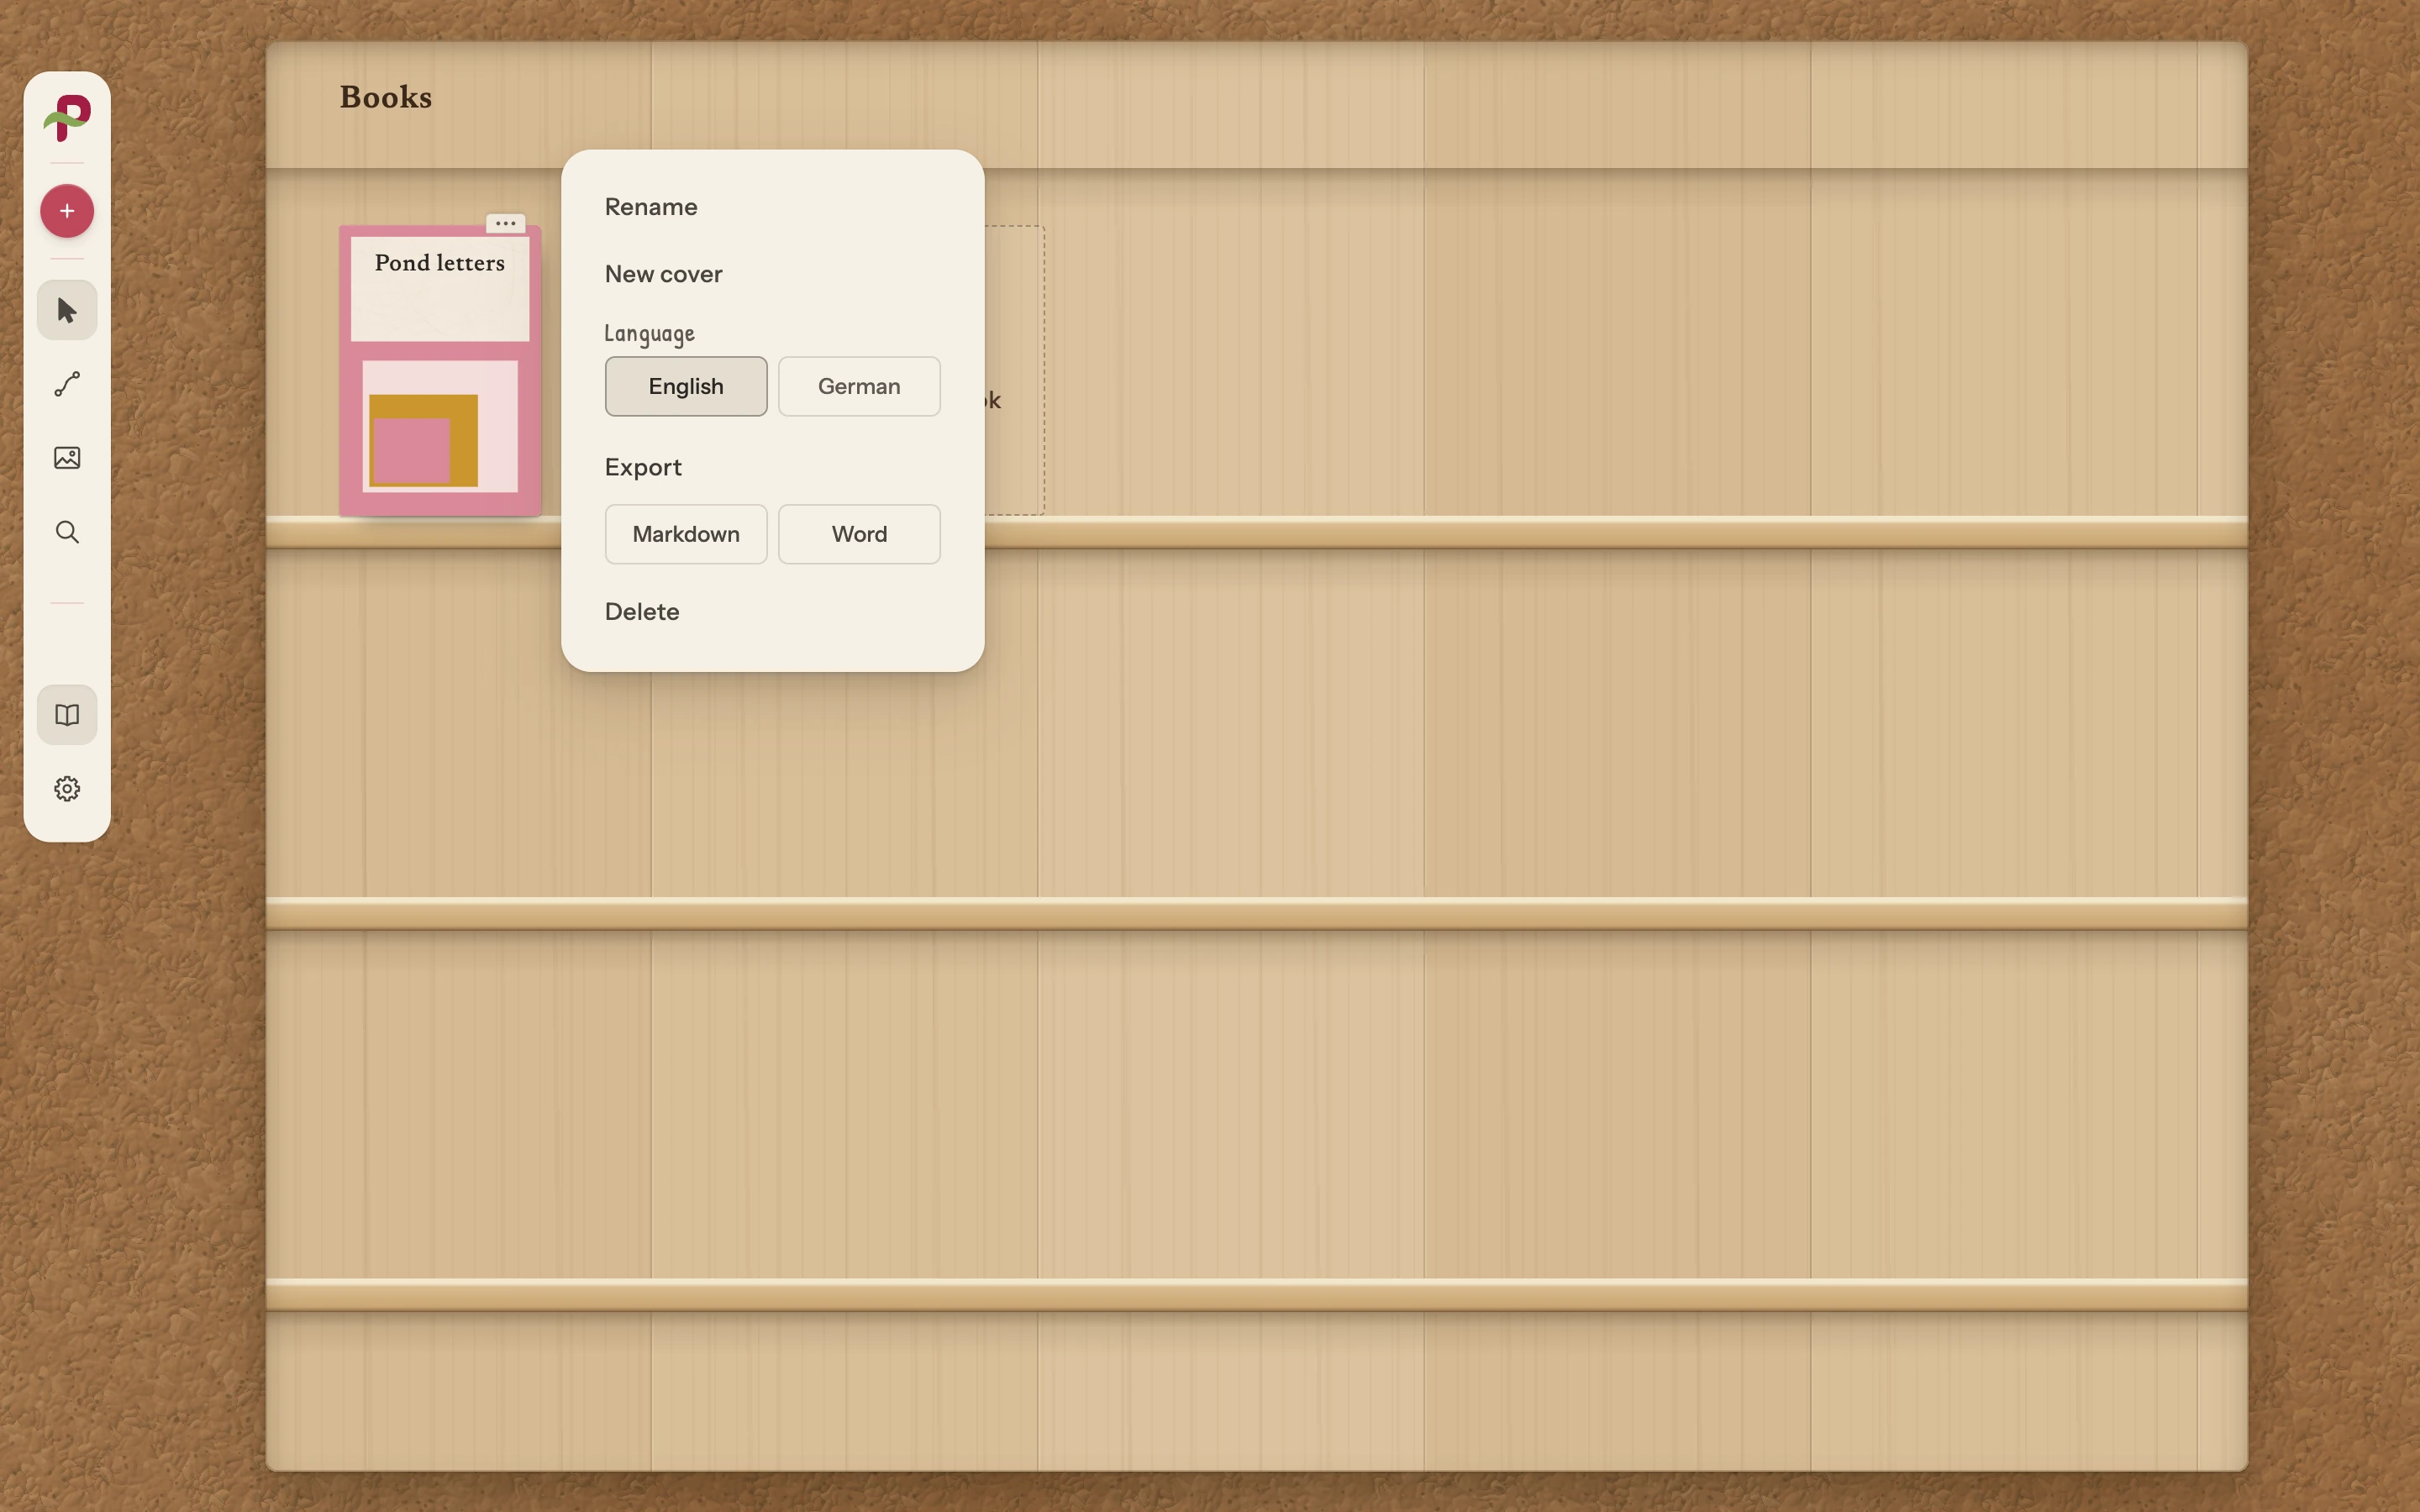 Books
Pond letters
Rename
New cover
Language
English
German
Export
Markdown
Word
Delete